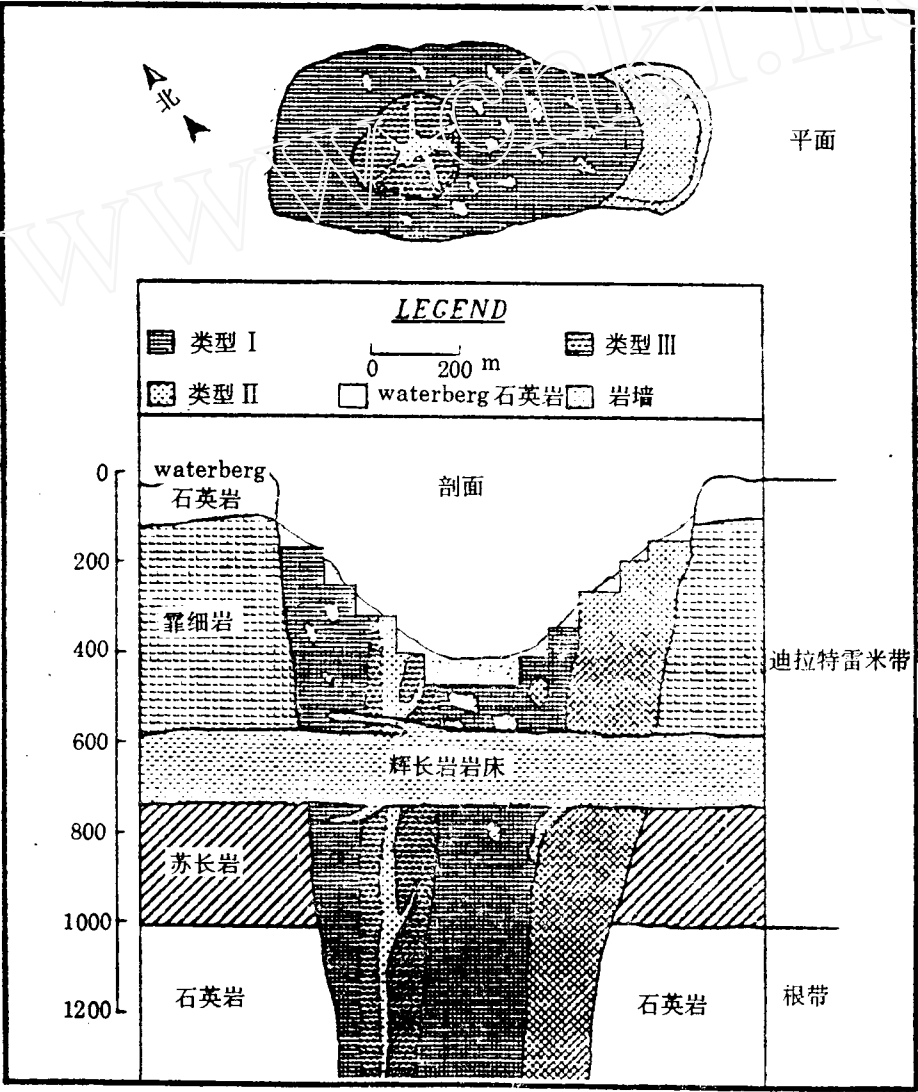 北
平面
LEGEND
类型 I
类型 III
0 200 m
类型 II
waterberg 石英岩
岩墙
剖面
0
waterberg
石英岩
200
400
600
800
1000
1200
霏细岩
迪拉特雷米带
辉长岩岩床
苏长岩
石英岩
石英岩
根带